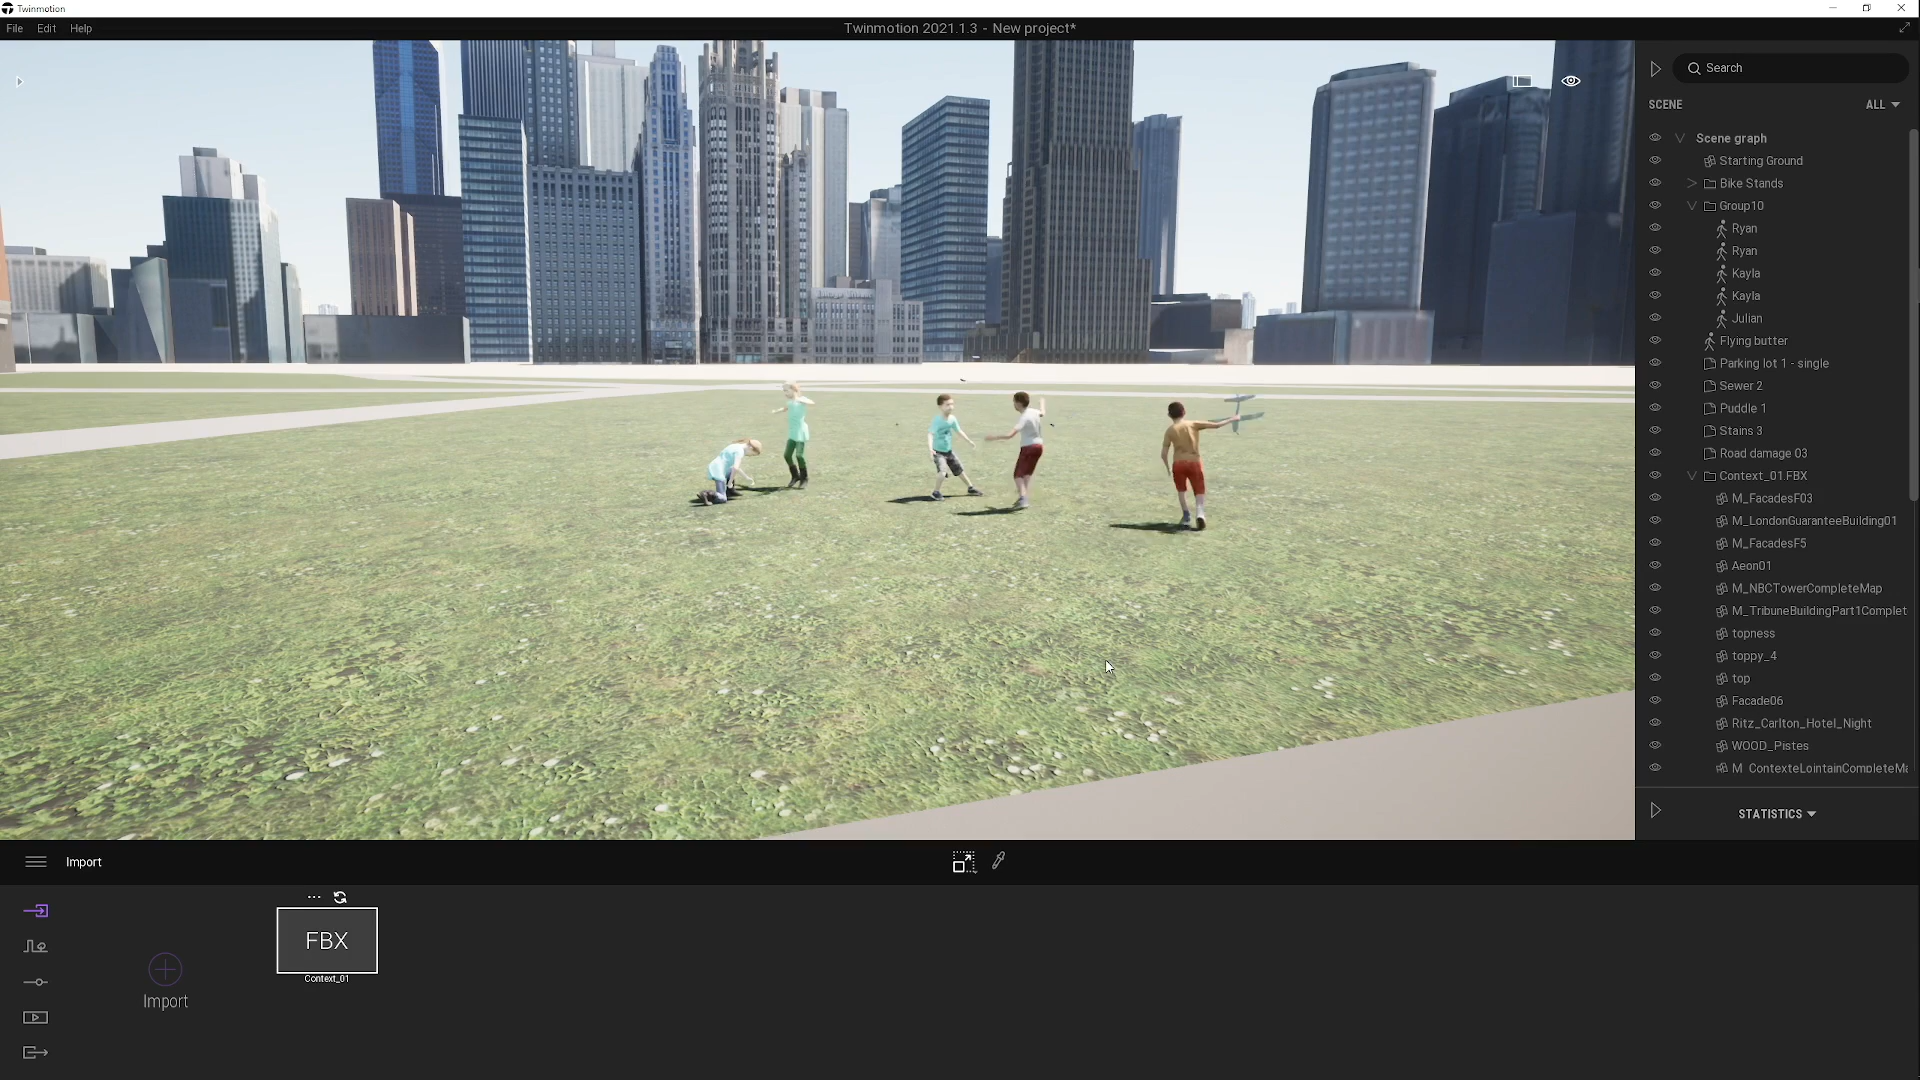 Twinmotion
File Edit Help
Twinmotion 2021.1.3 - New project*
Search
SCENE
ALL
Scene graph
Starting Ground
Bike Stands
Group10
Ryan
Ryan
Kayla
Kayla
Julian
Flying butter
Parking lot 1 - single
Sewer 2
Puddle 1
Stains 3
Road damage 03
Context_01.FBX
M_FacadesF03
M_LondonGuaranteeBuilding01
M_FacadesF5
Aeon01
M_NBCTowerCompleteMap
M_TribuneBuildingPart1Complet
topness
toppy_4
top
Facade06
Ritz_Carlton_Hotel_Night
WOOD_Pistes
M_ContexteLointainCompleteMa
STATISTICS
Import
FBX
Context_01
Import